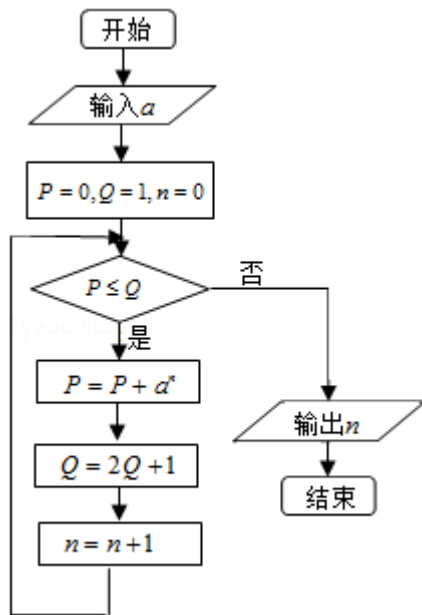 开始
输入a
P = 0, Q = 1, n = 0
P ≤ Q
否
是
P = P + aⁿ
Q = 2Q + 1
n = n + 1
输出n
结束